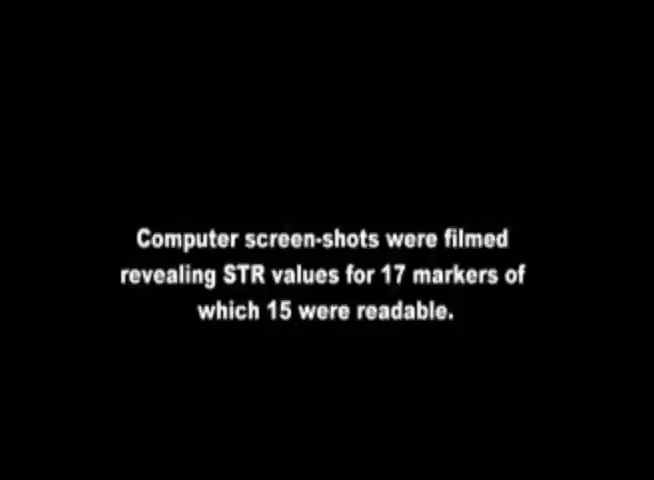 Computer screen-shots were filmed
revealing STR values for 17 markers of
which 15 were readable.